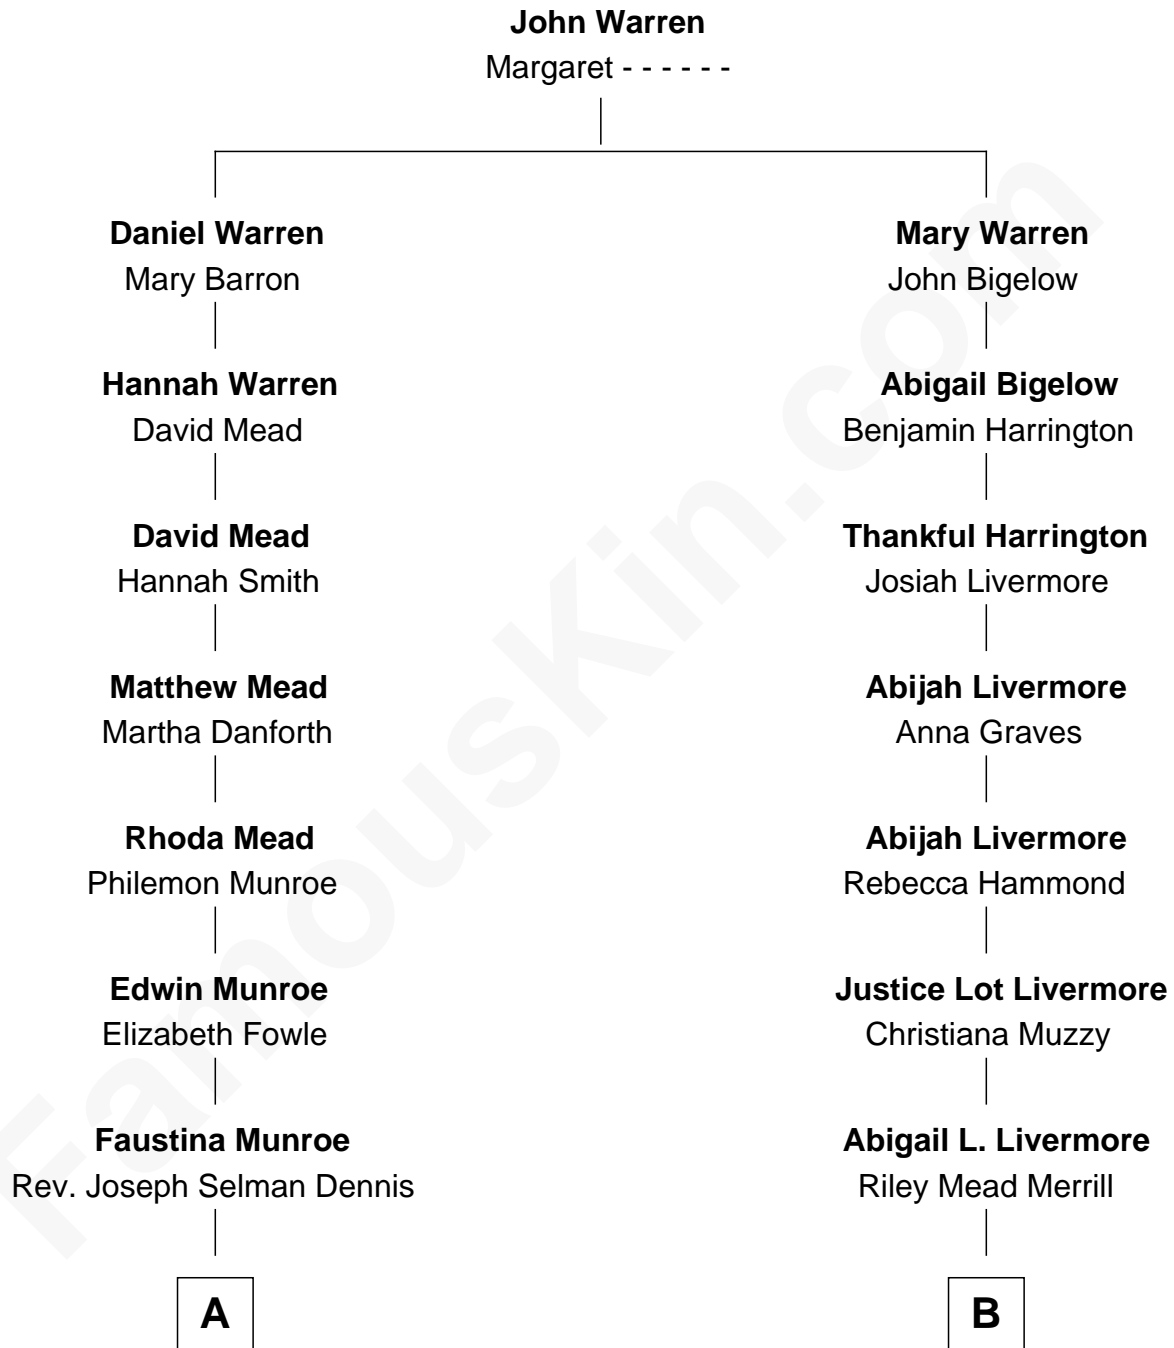 John Warren
Margaret - - - - - -
Daniel Warren
Mary Barron
Mary Warren
John Bigelow
Hannah Warren
David Mead
Abigail Bigelow
Benjamin Harrington
David Mead
Hannah Smith
Thankful Harrington
Josiah Livermore
Matthew Mead
Martha Danforth
Abijah Livermore
Anna Graves
Rhoda Mead
Philemon Munroe
Abijah Livermore
Rebecca Hammond
Edwin Munroe
Elizabeth Fowle
Justice Lot Livermore
Christiana Muzzy
Faustina Munroe
Rev. Joseph Selman Dennis
Abigail L. Livermore
Riley Mead Merrill
A
B
FamousKin.com